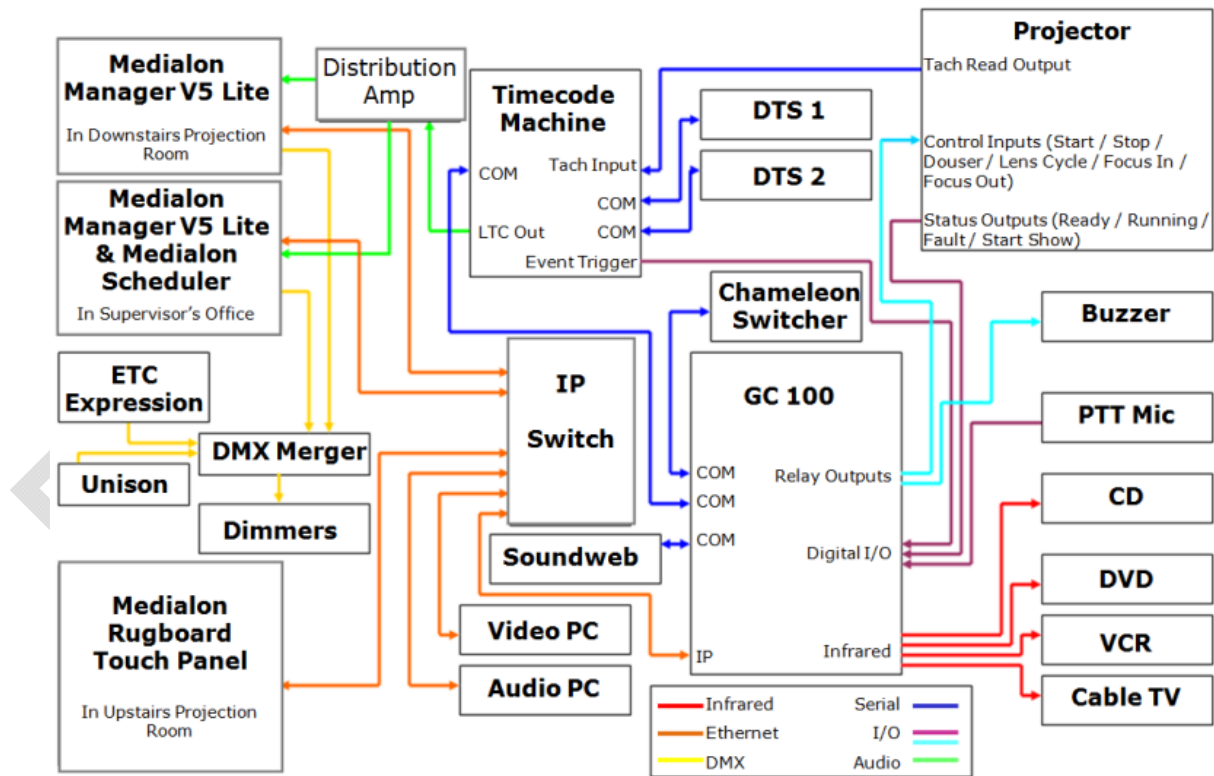 Medialon
Manager V5 Lite
In Downstairs Projection
Room
Distribution
Amp
Timecode
Machine
COM
Tach Input
COM
LTC Out
COM
Event Trigger
DTS 1
DTS 2
Projector
Tach Read Output
Control Inputs (Start / Stop /
Douser / Lens Cycle / Focus In /
Focus Out)
Status Outputs (Ready / Running /
Fault / Start Show)
Medialon
Manager V5 Lite
& Medialon
Scheduler
In Supervisor's Office
Chameleon
Switcher
Buzzer
ETC
Expression
IP
Switch
GC 100
PTT Mic
DMX Merger
Unison
COM
Relay Outputs
COM
CD
Dimmers
Soundweb
COM
Digital I/O
DVD
Medialon
Rugboard
Touch Panel
In Upstairs Projection
Room
Video PC
Audio PC
IP
Infrared
VCR
Cable TV
Infrared
Serial
Ethernet
I/O
DMX
Audio